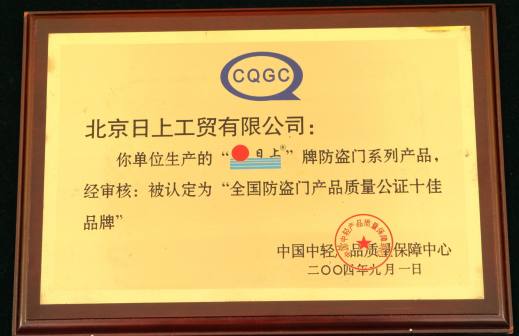 CQGC
北京日上工贸有限公司：
你单位生产的“日上®”牌防盗门系列产品，
经审核：被认定为“全国防盗门产品质量公证十佳
品牌”
中国中轻产品质量保障中心
二〇〇四年九月一日